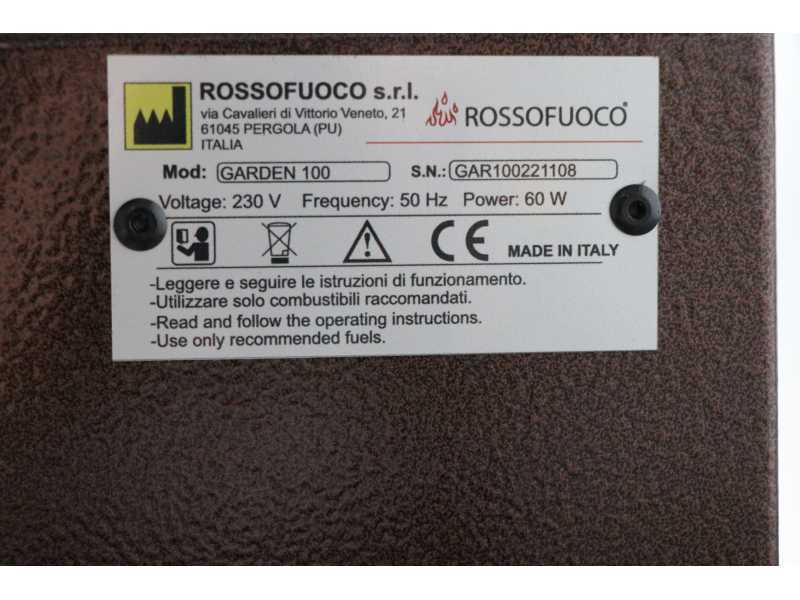 ROSSOFUOCO s.r.l.
via Cavalieri di Vittorio Veneto, 21
61045 PERGOLA (PU)
ITALIA
ROSSOFUOCO®
Mod: GARDEN 100 S.N.: GAR100221108
Voltage: 230 V Frequency: 50 Hz Power: 60 W
CE MADE IN ITALY
-Leggere e seguire le istruzioni di funzionamento.
-Utilizzare solo combustibili raccomandati.
-Read and follow the operating instructions.
-Use only recommended fuels.